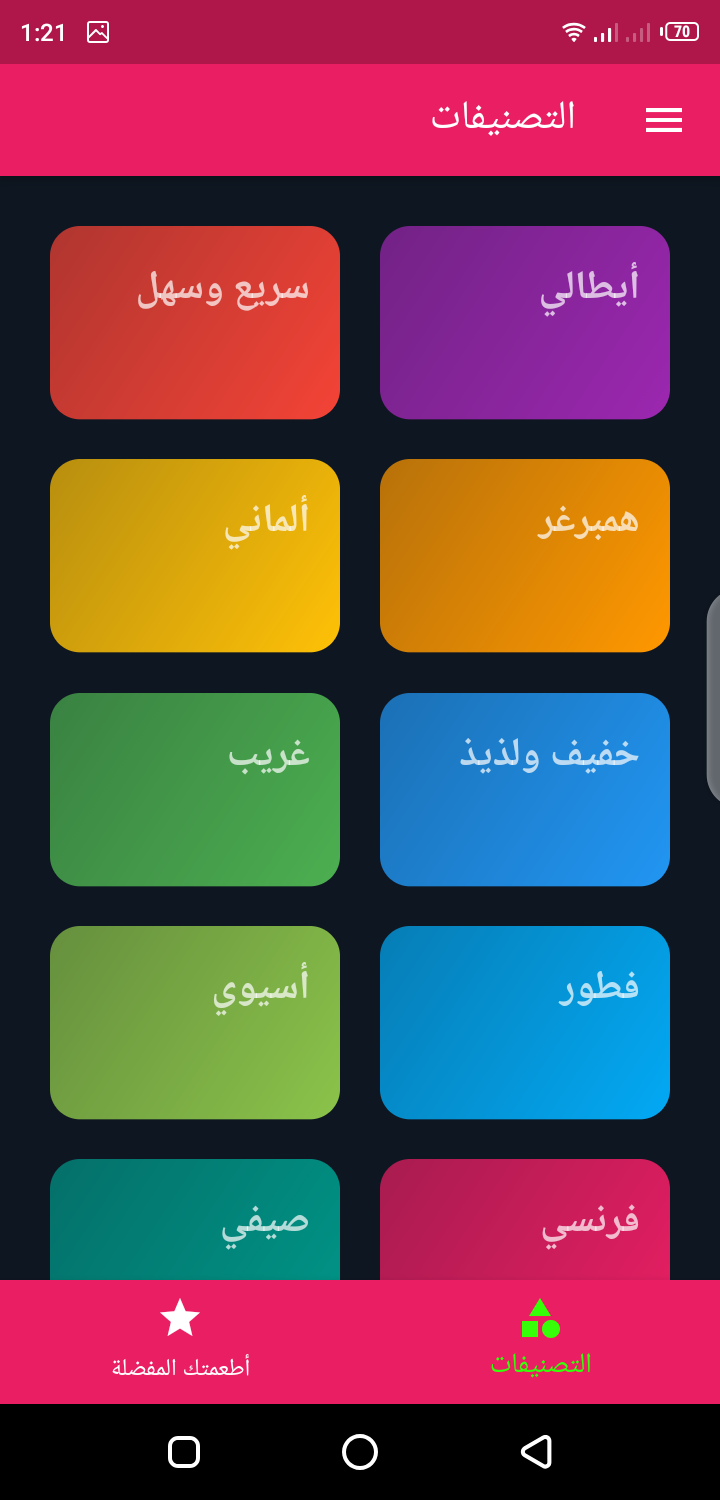 1:21
70
التصنيفات
أيطالي
سريع وسهل
همبرغر
ألماني
خفيف ولذيذ
غريب
فطور
أسيوي
فرنسي
صيفي
التصنيفات
أطعمتك المفضلة